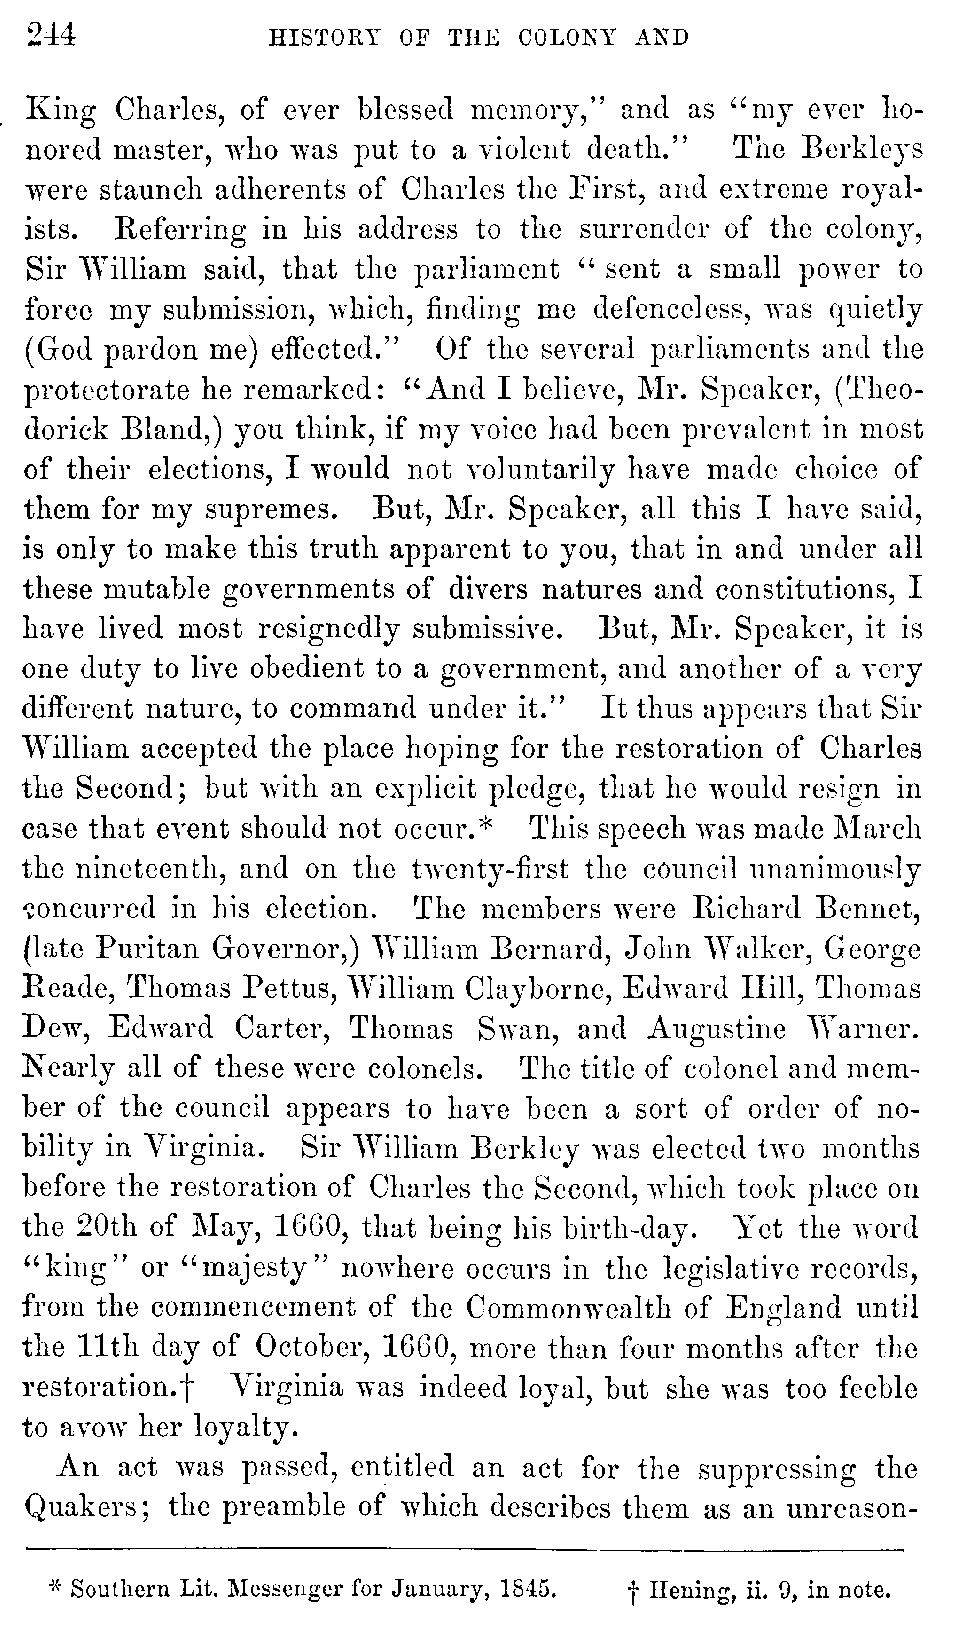 244 HISTORY OF THE COLONY AND
King Charles, of ever blessed memory," and as "my ever ho-
nored master, who was put to a violent death." The Berkleys
were staunch adherents of Charles the First, and extreme royal-
ists. Referring in his address to the surrender of the colony,
Sir William said, that the parliament " sent a small power to
force my submission, which, finding me defenceless, was quietly
(God pardon me) effected." Of the several parliaments and the
protectorate he remarked: "And I believe, Mr. Speaker, (Theo-
dorick Bland,) you think, if my voice had been prevalent in most
of their elections, I would not voluntarily have made choice of
them for my supremes. But, Mr. Speaker, all this I have said,
is only to make this truth apparent to you, that in and under all
these mutable governments of divers natures and constitutions, I
have lived most resignedly submissive. But, Mr. Speaker, it is
one duty to live obedient to a government, and another of a very
different nature, to command under it." It thus appears that Sir
William accepted the place hoping for the restoration of Charles
the Second; but with an explicit pledge, that he would resign in
case that event should not occur.* This speech was made March
the nineteenth, and on the twenty-first the council unanimously
concurred in his election. The members were Richard Bennet,
(late Puritan Governor,) William Bernard, John Walker, George
Reade, Thomas Pettus, William Clayborne, Edward Hill, Thomas
Dew, Edward Carter, Thomas Swan, and Augustine Warner.
Nearly all of these were colonels. The title of colonel and mem-
ber of the council appears to have been a sort of order of no-
bility in Virginia. Sir William Berkley was elected two months
before the restoration of Charles the Second, which took place on
the 20th of May, 1660, that being his birth-day. Yet the word
"king" or "majesty" nowhere occurs in the legislative records,
from the commencement of the Commonwealth of England until
the 11th day of October, 1660, more than four months after the
restoration.† Virginia was indeed loyal, but she was too feeble
to avow her loyalty.
An act was passed, entitled an act for the suppressing the
Quakers; the preamble of which describes them as an unreason-
* Southern Lit. Messenger for January, 1845. † Hening, ii. 9, in note.